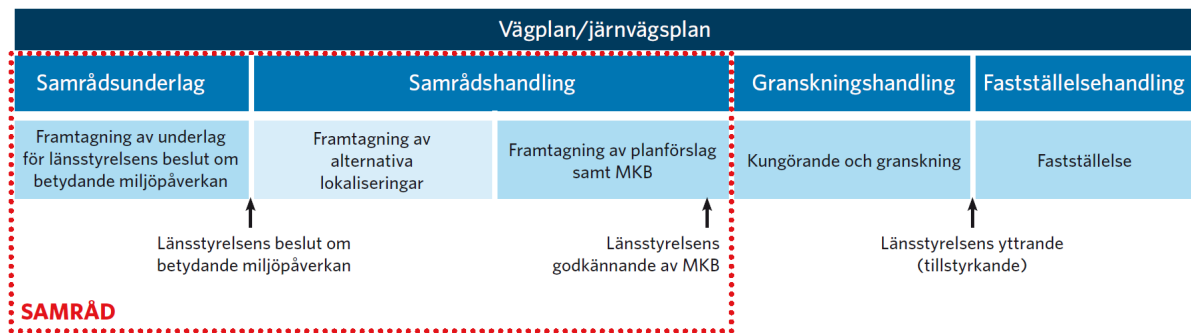 Vägplan/järnvägsplan
Samrådsunderlag
Samrådshandling
Granskningshandling
Fastställelsehandling
Framtagning av underlag
för länsstyrelsens beslut om
betydande miljöpåverkan
Framtagning av
alternativa
lokaliseringar
Framtagning av planförslag
samt MKB
Kungörande och granskning
Fastställelse
Länsstyrelsens beslut om
betydande miljöpåverkan
Länsstyrelsens
godkännande av MKB
Länsstyrelsens yttrande
(tillstyrkande)
SAMRÅD